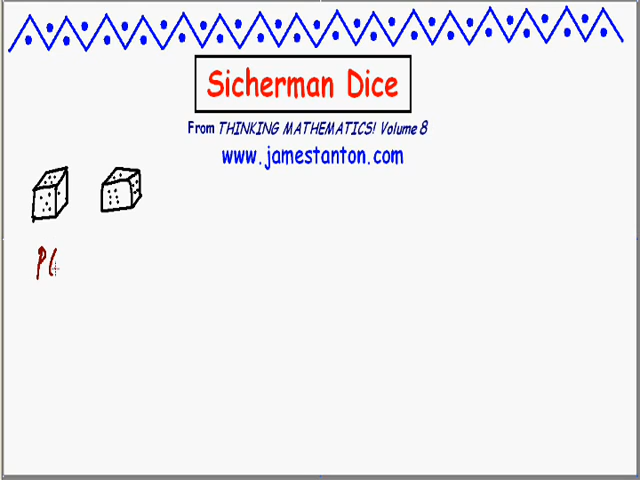 Sicherman Dice
From THINKING MATHEMATICS! Volume 8
www.jamestanton.com
P(